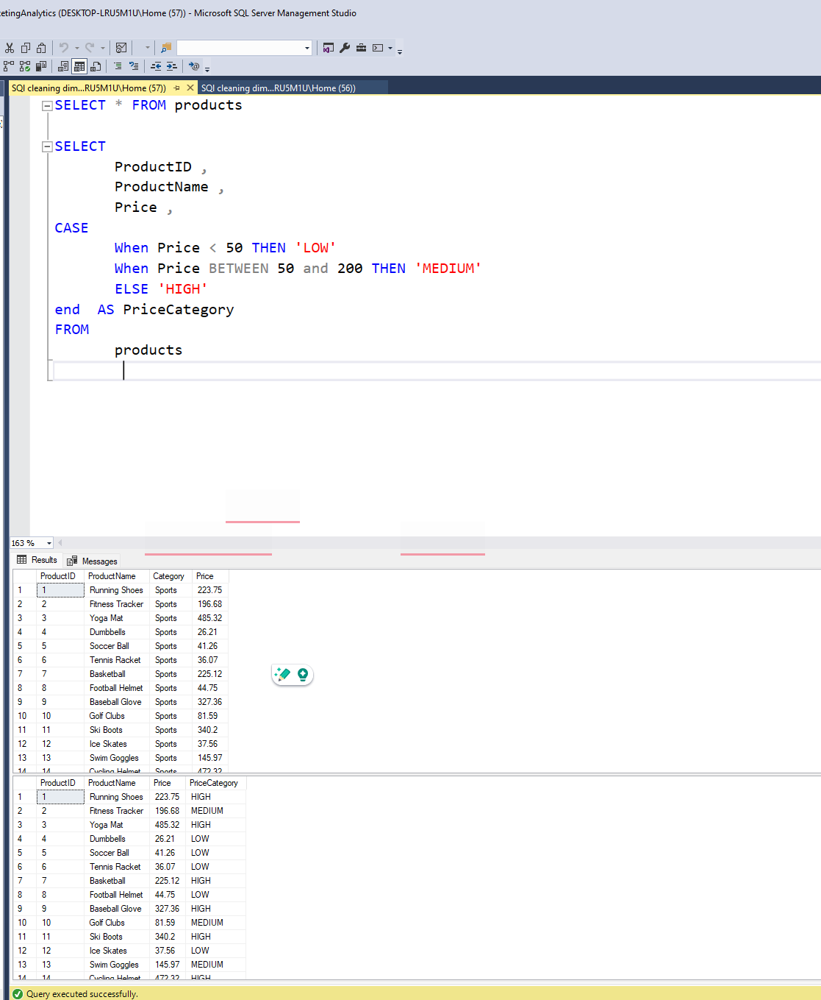 etingAnalytics (DESKTOP-LRU5M1U\Home (57)) - Microsoft SQL Server Management Studio
SQl cleaning dim...RU5M1U\Home (57)) SQl cleaning dim...RU5M1U\Home (56))
SELECT * FROM products
SELECT
ProductID ,
ProductName ,
Price ,
CASE
When Price < 50 THEN 'LOW'
When Price BETWEEN 50 and 200 THEN 'MEDIUM'
ELSE 'HIGH'
end AS PriceCategory
FROM
products
163 %
Results Messages
ProductID ProductName Category Price
1 1 Running Shoes Sports 223.75
2 2 Fitness Tracker Sports 196.68
3 3 Yoga Mat Sports 485.32
4 4 Dumbbells Sports 26.21
5 5 Soccer Ball Sports 41.26
6 6 Tennis Racket Sports 36.07
7 7 Basketball Sports 225.12
8 8 Football Helmet Sports 44.75
9 9 Baseball Glove Sports 327.36
10 10 Golf Clubs Sports 81.59
11 11 Ski Boots Sports 340.2
12 12 Ice Skates Sports 37.56
13 13 Swim Goggles Sports 145.97
14 14 Cycling Helmet Sports 472.32
ProductID ProductName Price PriceCategory
1 1 Running Shoes 223.75 HIGH
2 2 Fitness Tracker 196.68 MEDIUM
3 3 Yoga Mat 485.32 HIGH
4 4 Dumbbells 26.21 LOW
5 5 Soccer Ball 41.26 LOW
6 6 Tennis Racket 36.07 LOW
7 7 Basketball 225.12 HIGH
8 8 Football Helmet 44.75 LOW
9 9 Baseball Glove 327.36 HIGH
10 10 Golf Clubs 81.59 MEDIUM
11 11 Ski Boots 340.2 HIGH
12 12 Ice Skates 37.56 LOW
13 13 Swim Goggles 145.97 MEDIUM
14 14 Cycling Helmet 472.32 HIGH
Query executed successfully.